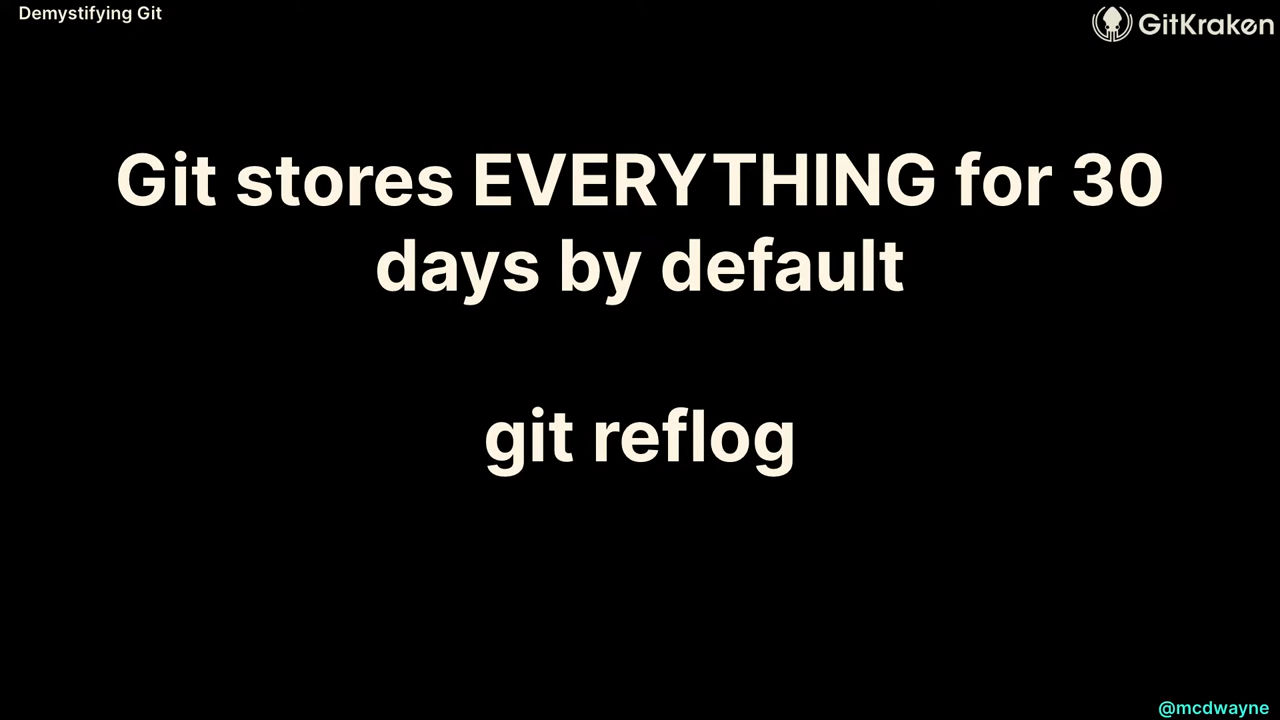 Demystifying Git
GitKraken
Git stores EVERYTHING for 30
days by default
git reflog
@mcdwayne